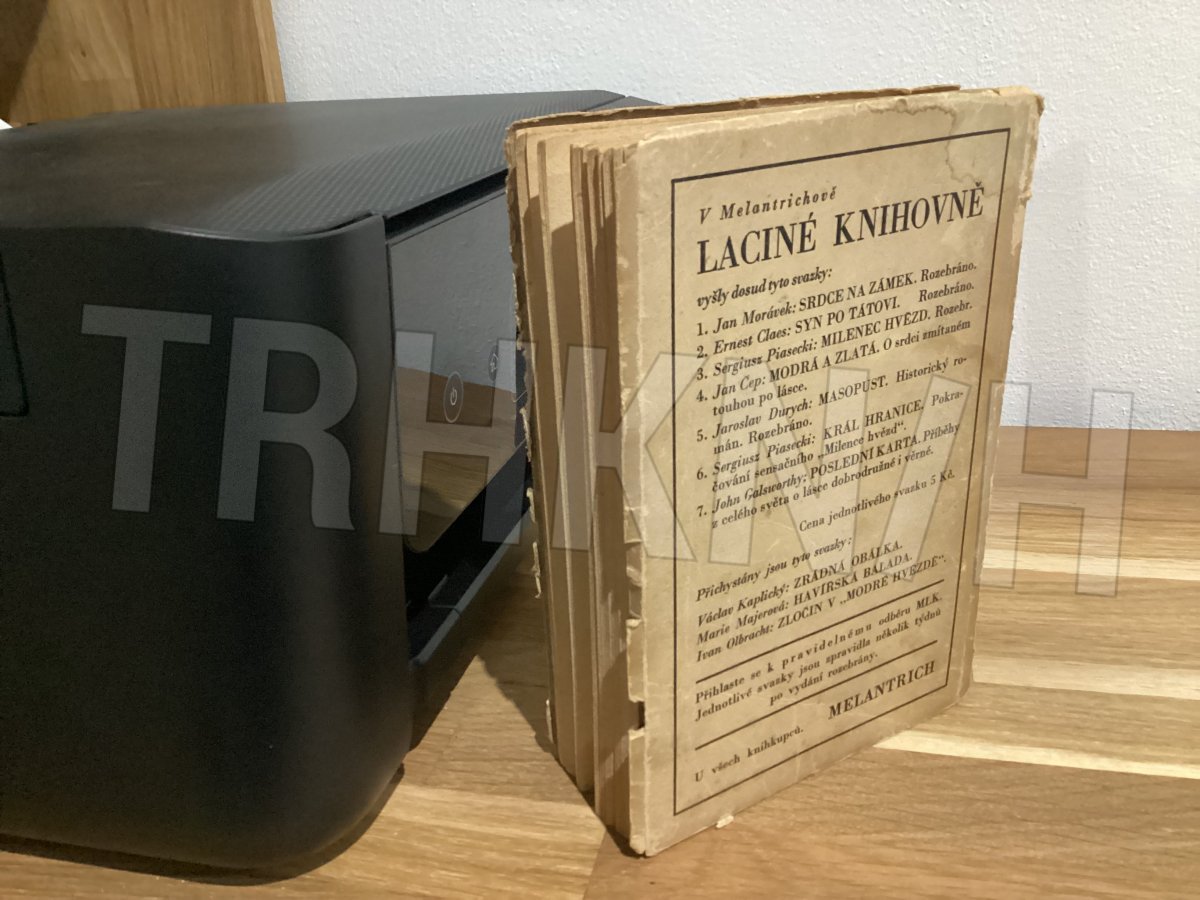 V Melantrichově
LACINÉ KNIHOVNĚ
vyšly dosud tyto svazky:
1. Jan Morávek: SRDCE NA ZÁMEK. Rozebráno.
2. Ernest Claes: SYN PO TÁTOVI. Rozebráno.
3. Sergiusz Piasecki: MILENEC HVĚZD. Rozebr.
4. Jan Čep: MODRÁ A ZLATÁ. O srdci zmítaném
touhou po lásce.
5. Jaroslav Durych: MASOPUST. Historický ro-
mán. Rozebráno.
6. Sergiusz Piasecki: KRÁL HRANIC. Pokra-
čování sensačního „Milence hvězd“.
7. John Galsworthy: POSLEDNÍ KARTA. Příběhy
z celého světa o lásce dobrodružné i věrné.
Cena jednotlivého svazku 5 Kč.
Přichystány jsou tyto svazky:
Václav Kaplický: ZRÁDNÁ OBÁLKA.
Marie Majerová: HAVÍŘSKÁ BALADA.
Ivan Olbracht: ZLOČIN V „MODRÉ HVĚZDĚ“.
Přihlaste se k pravidelnému odběru MLK.
Jednotlivé svazky jsou zpravidla několik týdnů
po vydání rozebrány.
U všech knihkupců. MELANTRICH
TRHKNIH